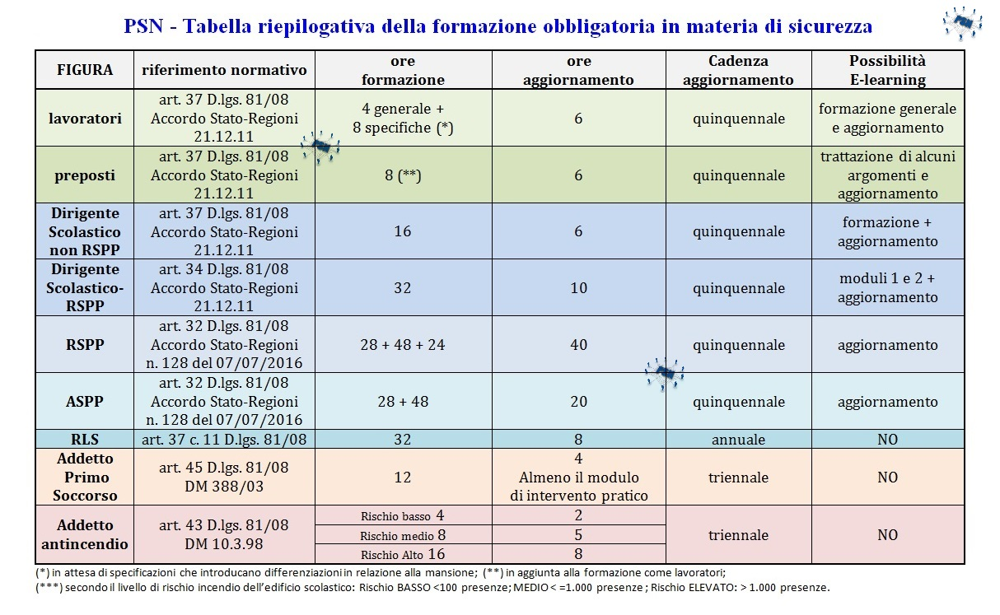 PSN - Tabella riepilogativa della formazione obbligatoria in materia di sicurezza
PSN
FIGURA
riferimento normativo
ore
formazione
ore
aggiornamento
Cadenza
aggiornamento
Possibilità
E-learning
lavoratori
art. 37 D.lgs. 81/08
Accordo Stato-Regioni
21.12.11
4 generale +
8 specifiche (*)
6
quinquennale
formazione generale
e aggiornamento
PSN
preposti
art. 37 D.lgs. 81/08
Accordo Stato-Regioni
21.12.11
8 (**)
6
quinquennale
trattazione di alcuni
argomenti e
aggiornamento
Dirigente
Scolastico
non RSPP
art. 37 D.lgs. 81/08
Accordo Stato-Regioni
21.12.11
16
6
quinquennale
formazione +
aggiornamento
Dirigente
Scolastico-
RSPP
art. 34 D.lgs. 81/08
Accordo Stato-Regioni
21.12.11
32
10
quinquennale
moduli 1 e 2 +
aggiornamento
RSPP
art. 32 D.lgs. 81/08
Accordo Stato-Regioni
n. 128 del 07/07/2016
28 + 48 + 24
40
quinquennale
aggiornamento
PSN
ASPP
art. 32 D.lgs. 81/08
Accordo Stato-Regioni
n. 128 del 07/07/2016
28 + 48
20
quinquennale
aggiornamento
RLS
art. 37 c. 11 D.lgs. 81/08
32
8
annuale
NO
Addetto
Primo
Soccorso
art. 45 D.lgs. 81/08
DM 388/03
12
4
Almeno il modulo
di intervento pratico
triennale
NO
Addetto
antincendio
art. 43 D.lgs. 81/08
DM 10.3.98
Rischio basso 4
2
Rischio medio 8
5
Rischio Alto 16
8
triennale
NO
(*) in attesa di specificazioni che introducano differenziazioni in relazione alla mansione; (**) in aggiunta alla formazione come lavoratori;
(***) secondo il livello di rischio incendio dell'edificio scolastico: Rischio BASSO <100 presenze; MEDIO < =1.000 presenze ; Rischio ELEVATO: > 1.000 presenze.